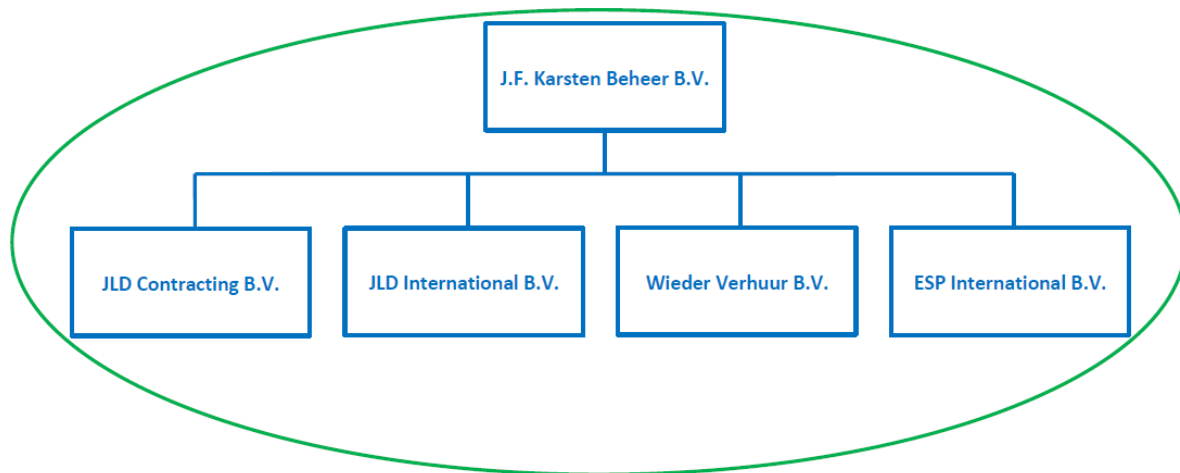 J.F. Karsten Beheer B.V.
JLD Contracting B.V.
JLD International B.V.
Wieder Verhuur B.V.
ESP International B.V.